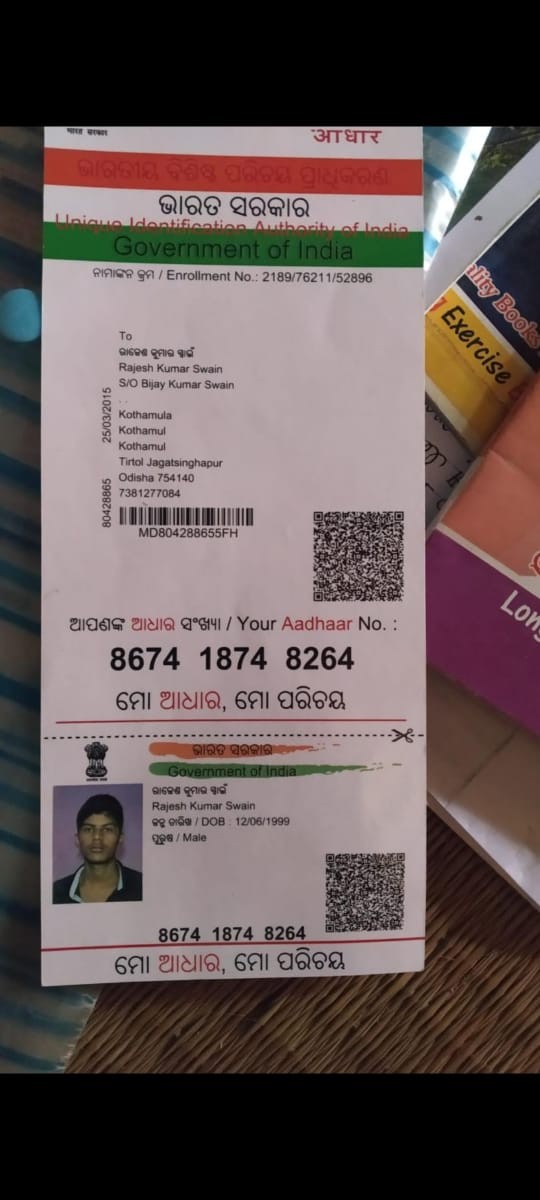 भारत सरकार
आधार
ଭାରତୀୟ ବିଶିଷ୍ଟ ପରିଚୟ ପ୍ରାଧିକରଣ
ଭାରତ ସରକାର
Unique Identification Authority of India
Government of India
ନାମାଙ୍କନ କ୍ରମ / Enrollment No.: 2189/76211/52896
To
ରାକେଶ କୁମାର ସ୍ୱାଇଁ
Rajesh Kumar Swain
S/O Bijay Kumar Swain
. .
Kothamula
Kothamul
Kothamul
Tirtol Jagatsinghapur
Odisha 754140
7381277084
25/03/2015
80428865
MD804288655FH
ଆପଣଙ୍କ ଆଧାର ସଂଖ୍ୟା / Your Aadhaar No. :
8674 1874 8264
ମୋ ଆଧାର, ମୋ ପରିଚୟ
ଭାରତ ସରକାର
Government of India
ରାକେଶ କୁମାର ସ୍ୱାଇଁ
Rajesh Kumar Swain
ଜନ୍ମ ତାରିଖ / DOB : 12/06/1999
ପୁରୁଷ / Male
8674 1874 8264
ମୋ ଆଧାର, ମୋ ପରିଚୟ
Exercise